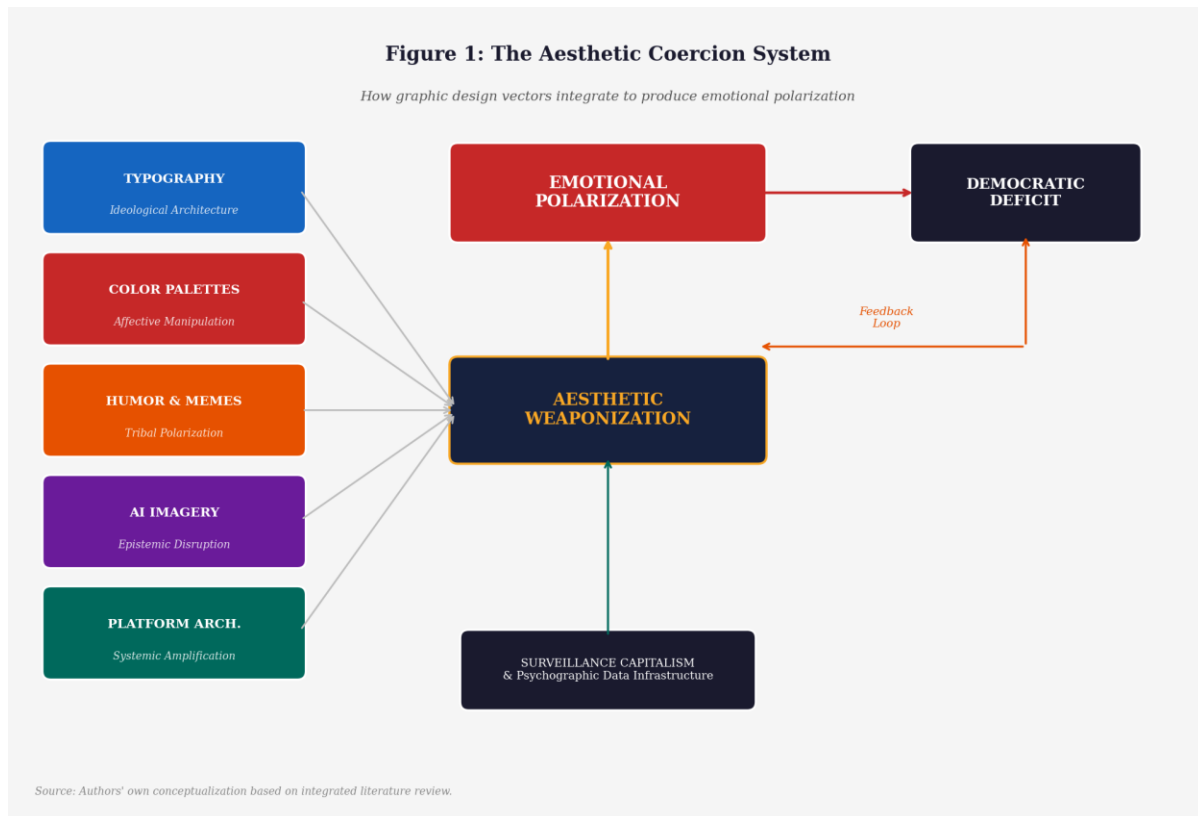 Figure 1: The Aesthetic Coercion System
How graphic design vectors integrate to produce emotional polarization
TYPOGRAPHY
Ideological Architecture
COLOR PALETTES
Affective Manipulation
HUMOR & MEMES
Tribal Polarization
AI IMAGERY
Epistemic Disruption
PLATFORM ARCH.
Systemic Amplification
EMOTIONAL
POLARIZATION
DEMOCRATIC
DEFICIT
Feedback
Loop
AESTHETIC
WEAPONIZATION
SURVEILLANCE CAPITALISM
& Psychographic Data Infrastructure
Source: Authors' own conceptualization based on integrated literature review.